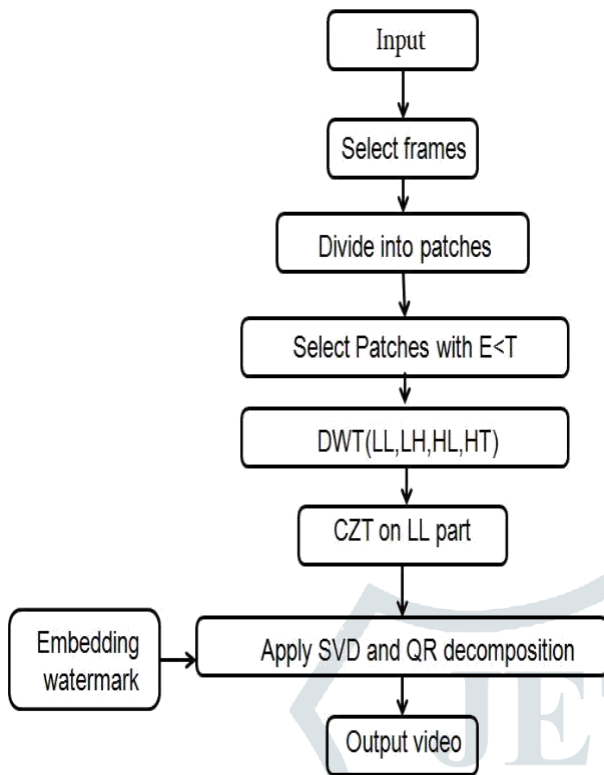 Input
Select frames
Divide into patches
Select Patches with E<T
DWT(LL,LH,HL,HT)
CZT on LL part
Embedding
watermark
Apply SVD and QR decomposition
Output video
JET